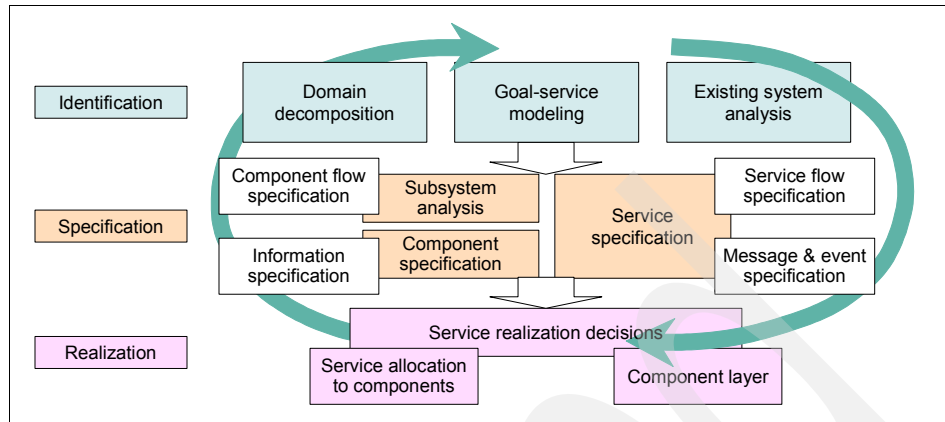 Identification
Domain
decomposition
Goal-service
modeling
Existing system
analysis
Specification
Component flow
specification
Subsystem
analysis
Information
specification
Component
specification
Service
specification
Service flow
specification
Message & event
specification
Realization
Service realization decisions
Service allocation
to components
Component layer